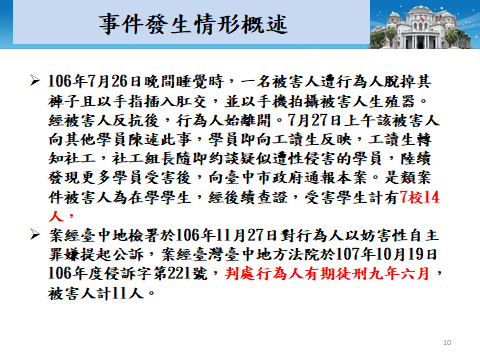 事件發生情形概述
➢ 106年7月26日晚間睡覺時，一名被害人遭行為人脫掉其
褲子且以手指插入肛交，並以手機拍攝被害人生殖器。
經被害人反抗後，行為人始離開。7月27日上午該被害人
向其他學員陳述此事，學員即向工讀生反映，工讀生轉
知社工，社工組長隨即約談疑似遭性侵害的學員，陸續
發現更多學員受害後，向臺中市政府通報本案。是類案
件被害人為在學學生，經後續查證，受害學生計有7校14
人，
➢ 案經臺中地檢署於106年11月27日對行為人以妨害性自主
罪嫌提起公訴，案經臺灣臺中地方法院於107年10月19日
106年度侵訴字第221號，判處行為人有期徒刑九年六月，
被害人計11人。
10